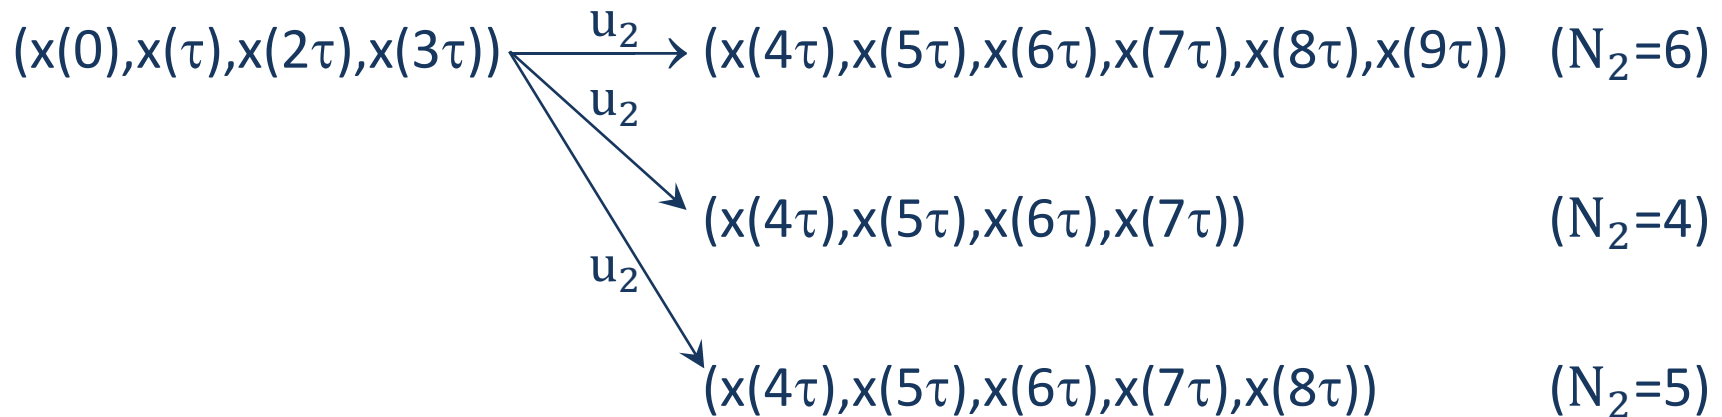 (x(0),x(τ),x(2τ),x(3τ)) u₂ (x(4τ),x(5τ),x(6τ),x(7τ),x(8τ),x(9τ)) (N₂=6)
u₂
(x(4τ),x(5τ),x(6τ),x(7τ)) (N₂=4)
u₂
(x(4τ),x(5τ),x(6τ),x(7τ),x(8τ)) (N₂=5)